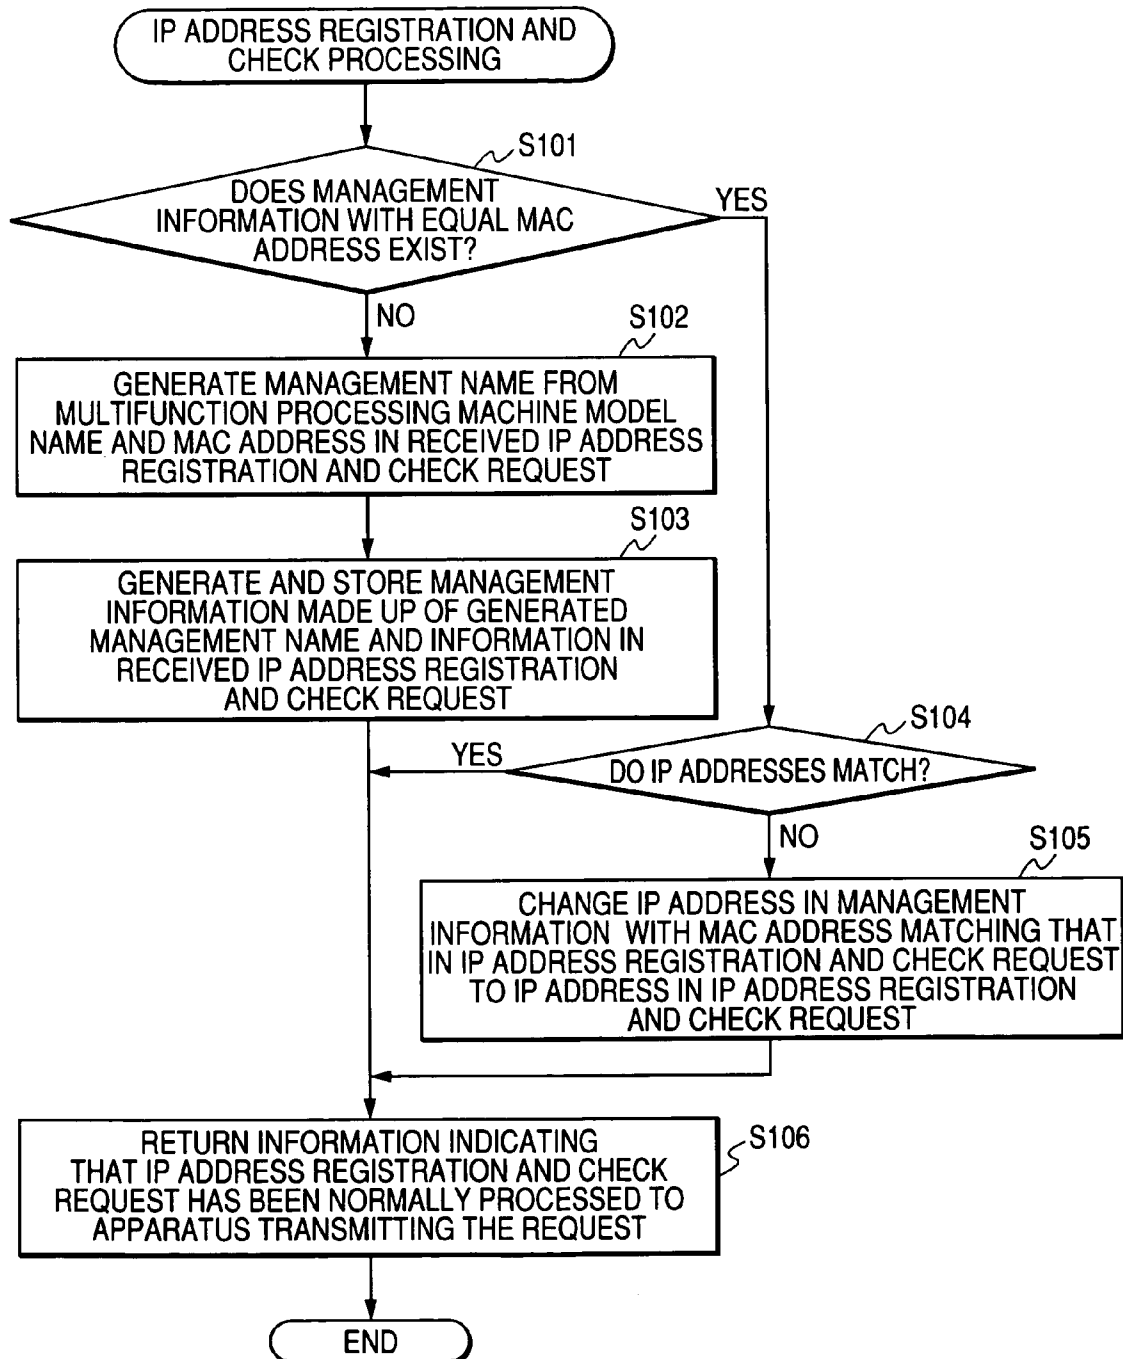 IP ADDRESS REGISTRATION AND
CHECK PROCESSING
S101
DOES MANAGEMENT
INFORMATION WITH EQUAL MAC
ADDRESS EXIST?
YES
NO
S102
GENERATE MANAGEMENT NAME FROM
MULTIFUNCTION PROCESSING MACHINE MODEL
NAME AND MAC ADDRESS IN RECEIVED IP ADDRESS
REGISTRATION AND CHECK REQUEST
S103
GENERATE AND STORE MANAGEMENT
INFORMATION MADE UP OF GENERATED
MANAGEMENT NAME AND INFORMATION IN
RECEIVED IP ADDRESS REGISTRATION
AND CHECK REQUEST
S104
YES
DO IP ADDRESSES MATCH?
NO
S105
CHANGE IP ADDRESS IN MANAGEMENT
INFORMATION WITH MAC ADDRESS MATCHING THAT
IN IP ADDRESS REGISTRATION AND CHECK REQUEST
TO IP ADDRESS IN IP ADDRESS REGISTRATION
AND CHECK REQUEST
S106
RETURN INFORMATION INDICATING
THAT IP ADDRESS REGISTRATION AND CHECK
REQUEST HAS BEEN NORMALLY PROCESSED TO
APPARATUS TRANSMITTING THE REQUEST
END